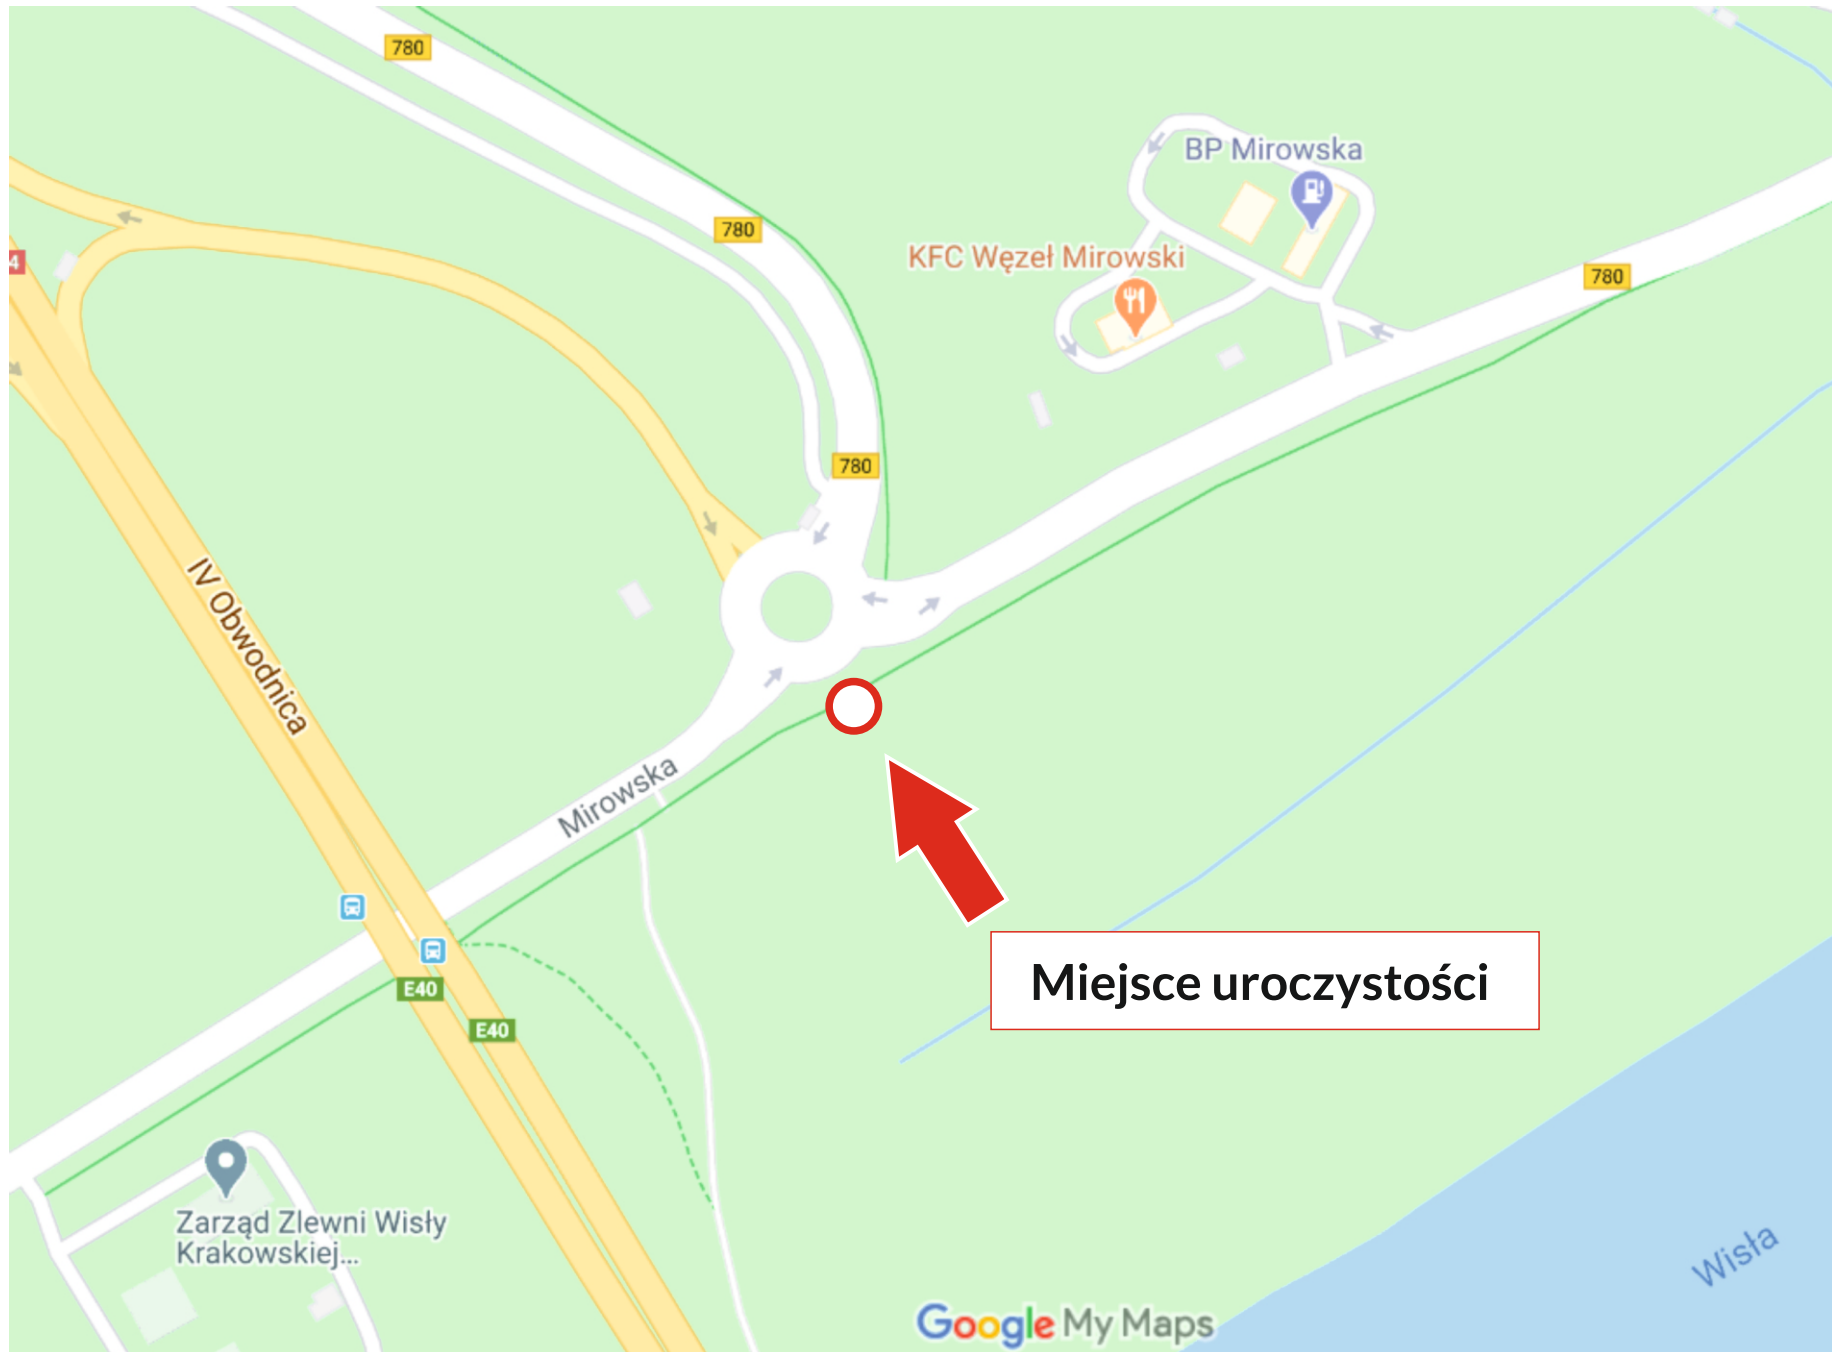 780
BP Mirowska
780
KFC Węzeł Mirowski
4
780
780
IV Obwodnica
Mirowska
Miejsce uroczystości
E40
E40
Zarząd Zlewni Wisły
Krakowskiej...
Wisła
Google My Maps